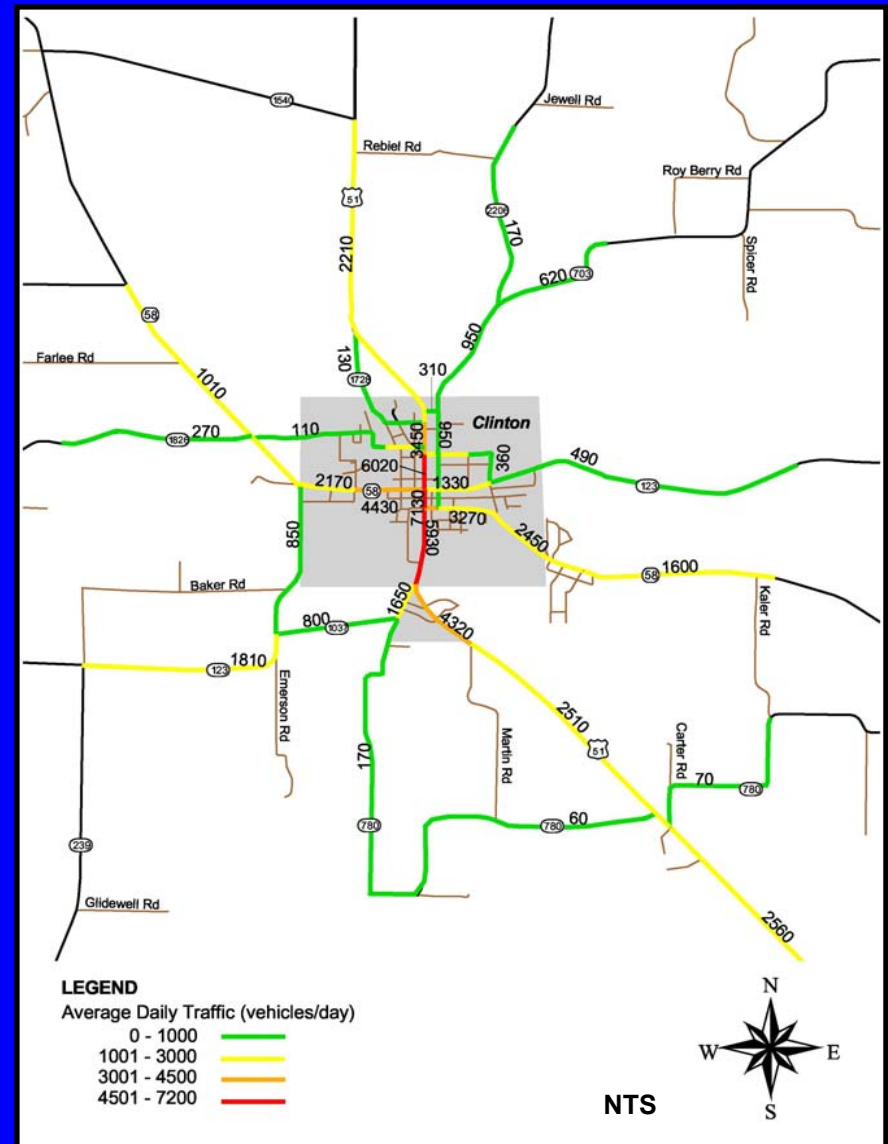 1540
Jewell Rd
Rebiel Rd
Roy Berry Rd
51
2206
170
2210
620
703
Spicer Rd
58
950
Farlee Rd
130
310
1010
1728
Clinton
1826
270
110
3450
950
360
490
6020
2170
58
1330
123
4430
7130
5930
3270
850
2450
58
1600
Baker Rd
1650
Kaler Rd
800
1037
4320
123
1810
Emerson Rd
2510
51
Martin Rd
Carter Rd
170
70
780
780
780
60
239
Glidewell Rd
2560
LEGEND
Average Daily Traffic (vehicles/day)
0 - 1000
1001 - 3000
3001 - 4500
4501 - 7200
N
W
E
S
NTS